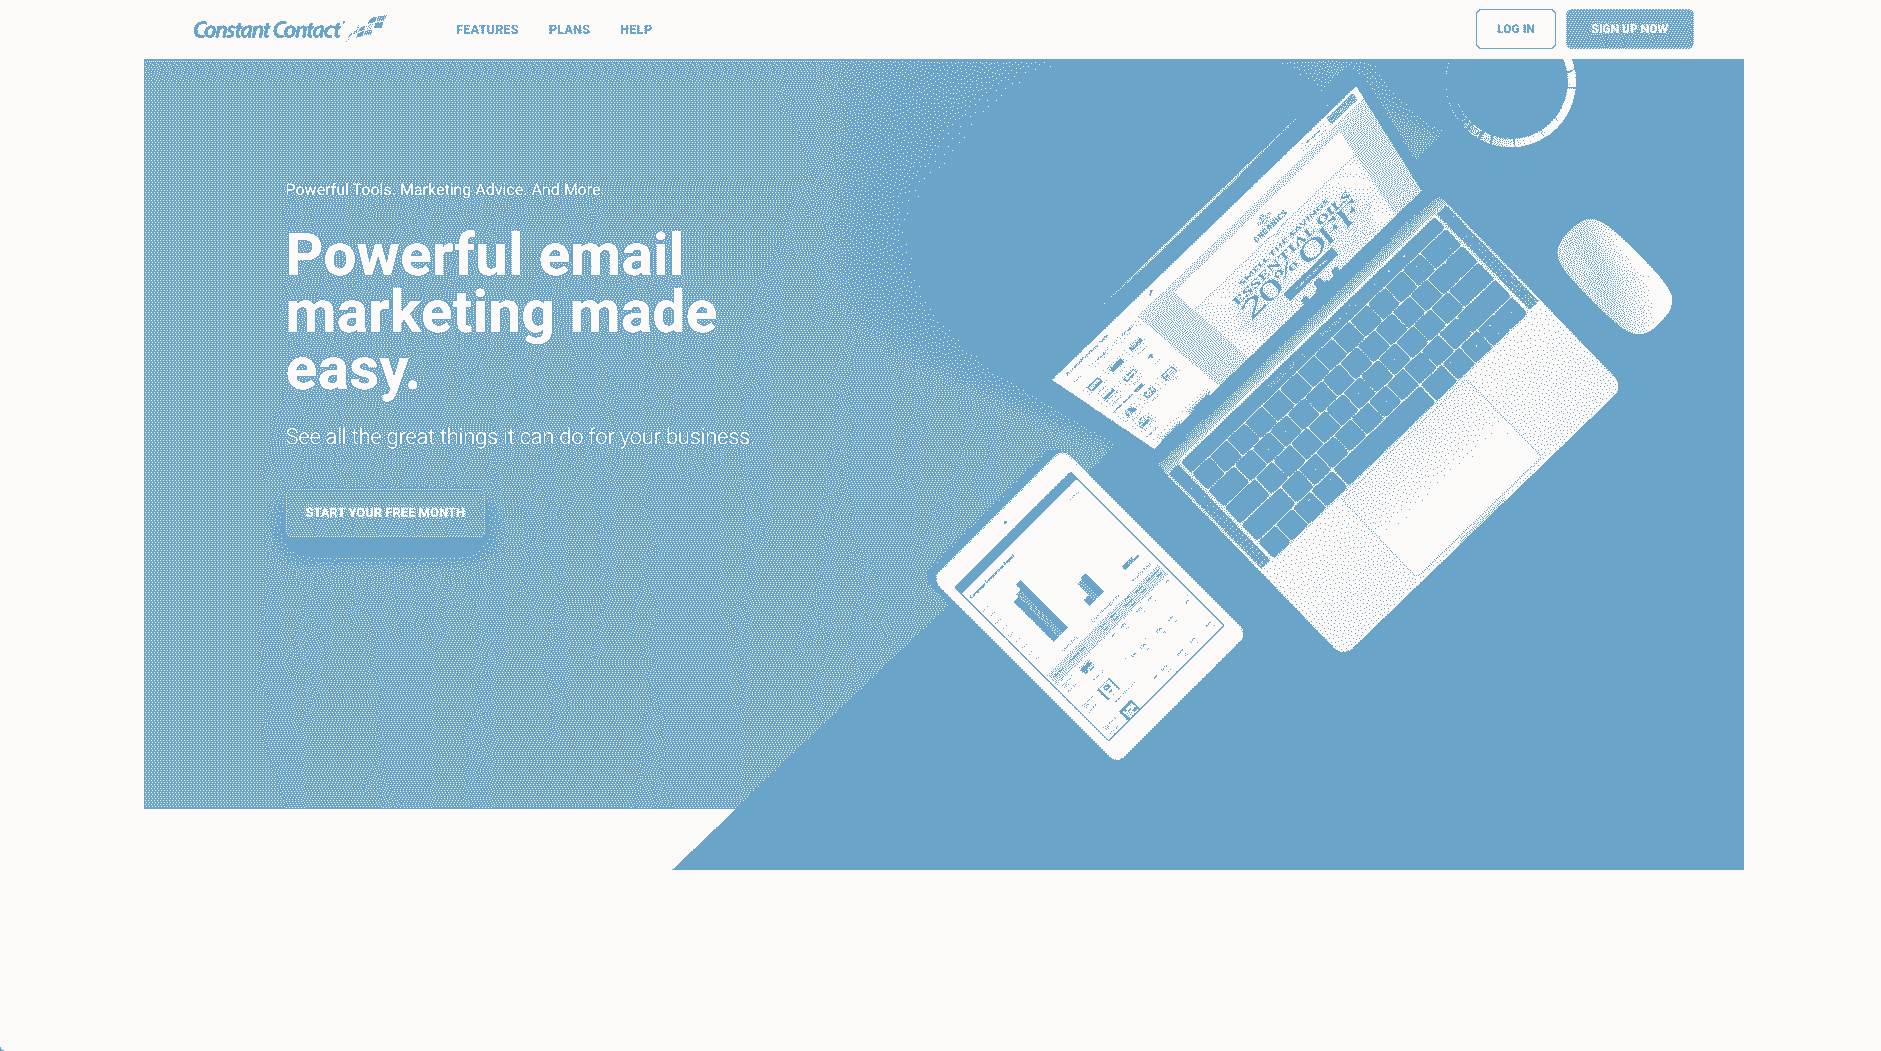 Constant Contact
FEATURES
PLANS
HELP
LOG IN
SIGN UP NOW
Powerful Tools. Marketing Advice. And More.
Powerful email
marketing made
easy.
See all the great things it can do for your business.
START YOUR FREE MONTH
ESSENTIAL OILS
20% OFF